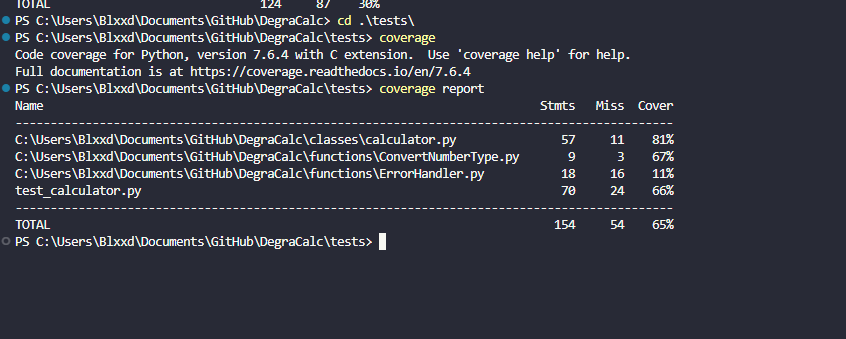 TOTAL 124 87 30%
PS C:\Users\Blxxd\Documents\GitHub\DegraCalc> cd .\tests\
PS C:\Users\Blxxd\Documents\GitHub\DegraCalc\tests> coverage
Code coverage for Python, version 7.6.4 with C extension.  Use 'coverage help' for help.
Full documentation is at https://coverage.readthedocs.io/en/7.6.4
PS C:\Users\Blxxd\Documents\GitHub\DegraCalc\tests> coverage report
Name Stmts Miss Cover
------------------------------------------------------------------------------------------
C:\Users\Blxxd\Documents\GitHub\DegraCalc\classes\calculator.py 57 11 81%
C:\Users\Blxxd\Documents\GitHub\DegraCalc\functions\ConvertNumberType.py 9 3 67%
C:\Users\Blxxd\Documents\GitHub\DegraCalc\functions\ErrorHandler.py 18 16 11%
test_calculator.py 70 24 66%
------------------------------------------------------------------------------------------
TOTAL 154 54 65%
PS C:\Users\Blxxd\Documents\GitHub\DegraCalc\tests>